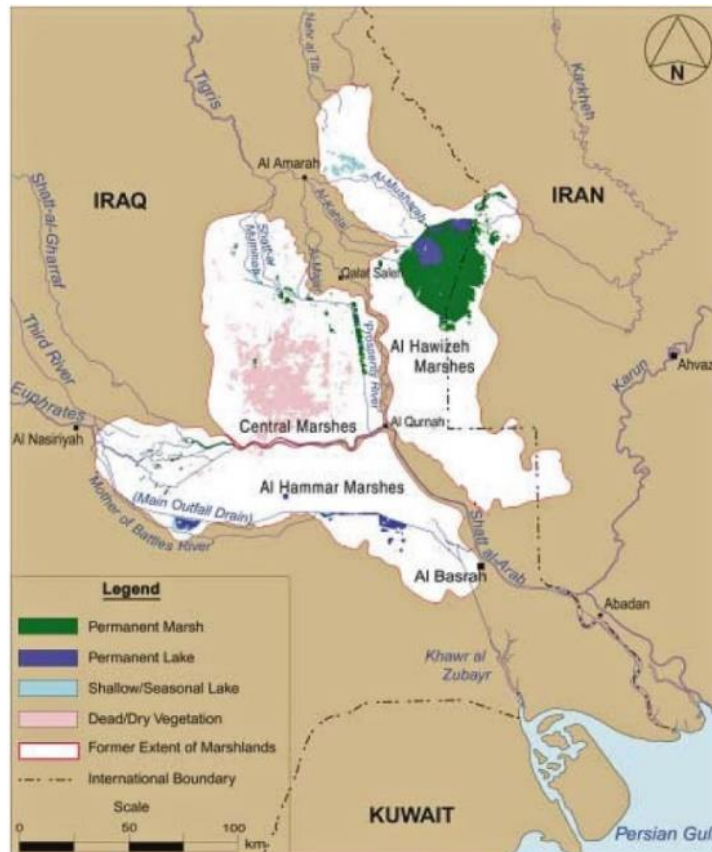 N
Nahr al Tib
Tigris
Karkheh
Al Amarah
IRAQ
IRAN
Al-Musharah
Al-Kahla
Shatt-al-Gharraf
Shatt-al
Muminah
Al-Majar
Qalat Saleh
Third River
Prosperity River
Al Hawizeh
Marshes
Karun
Ahvaz
Euphrates
Al Nasiriyah
Central Marshes
Al Qurnah
Al Hammar Marshes
(Main Outfall Drain)
Mother of Battles River
Shatt al-Arab
Al Basrah
Abadan
Khawr al
Zubayr
Legend
Permanent Marsh
Permanent Lake
Shallow/Seasonal Lake
Dead/Dry Vegetation
Former Extent of Marshlands
International Boundary
Scale
0 50 100
km
KUWAIT
Persian Gul